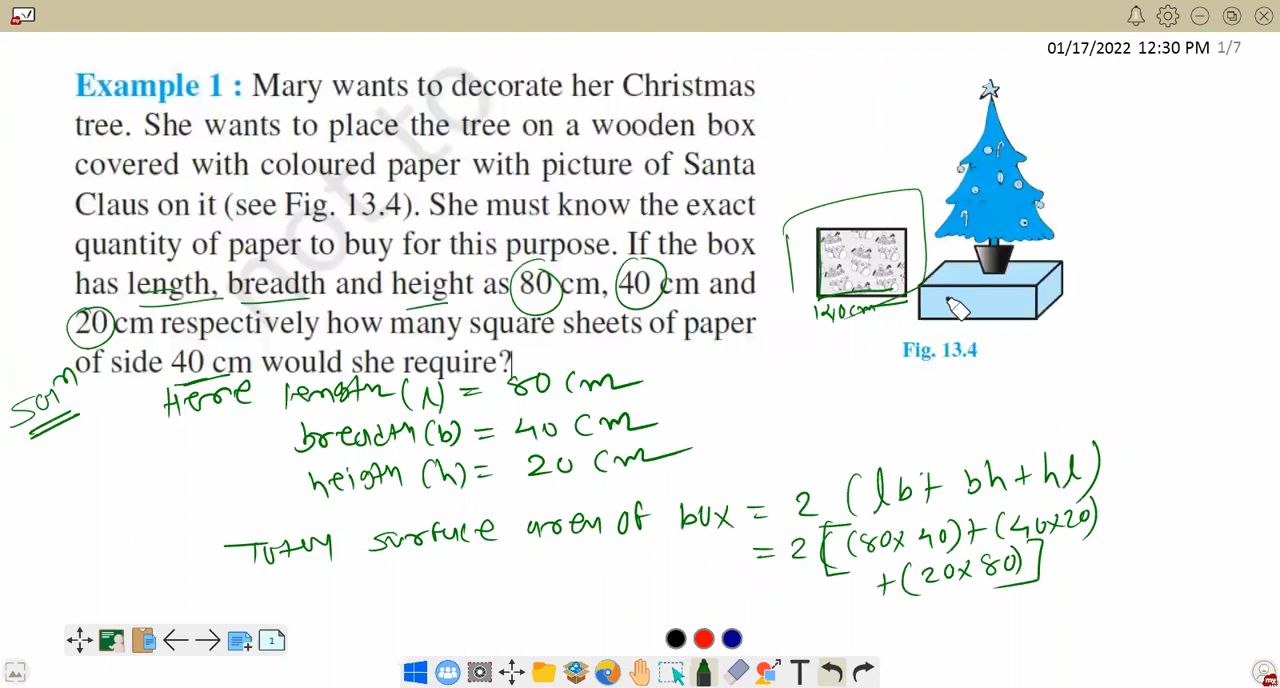 01/17/2022 12:30 PM 1/7
Example 1 : Mary wants to decorate her Christmas
tree. She wants to place the tree on a wooden box
covered with coloured paper with picture of Santa
Claus on it (see Fig. 13.4). She must know the exact
quantity of paper to buy for this purpose. If the box
has length, breadth and height as 80 cm, 40 cm and
20 cm respectively how many square sheets of paper
of side 40 cm would she require?
not to
40cm
Fig. 13.4
Soln
Here length (l) = 80 cm
breadth (b) = 40 cm
heigth (h) = 20 cm
Total surface area of box = 2 (lb + bh + hl)
= 2 [(80 x 40) + (40 x 20)
+ (20 x 80)]
1